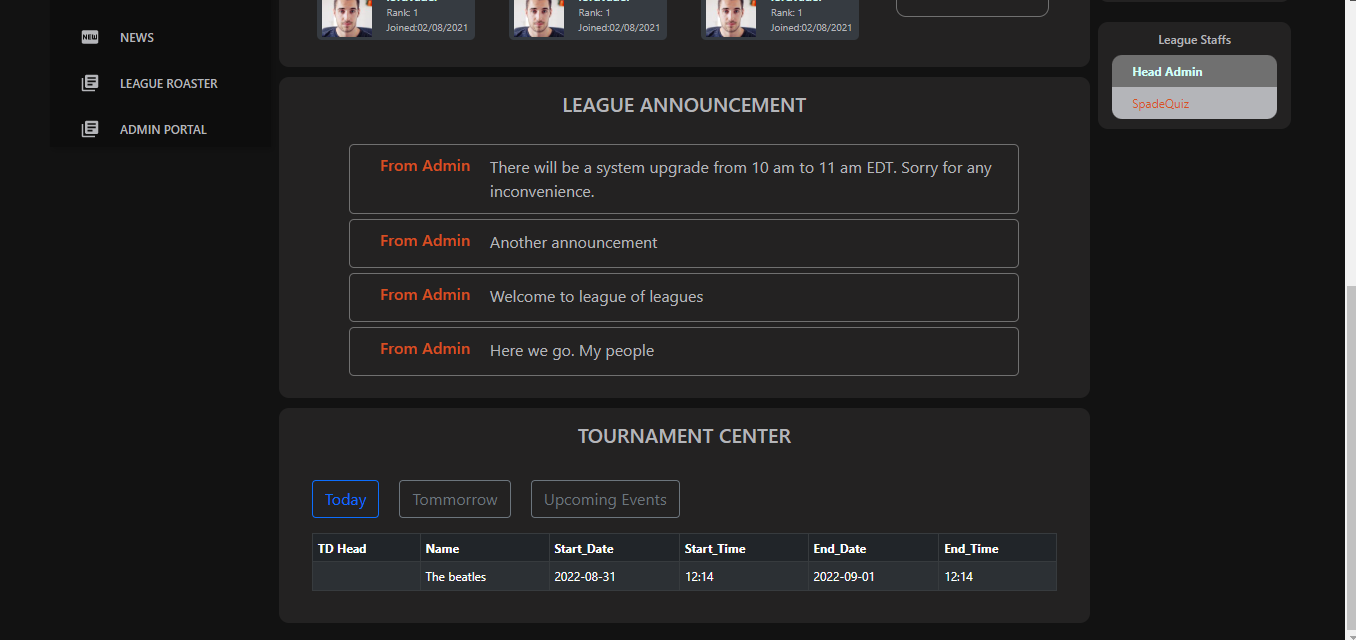 Rank: 1
Joined:02/08/2021
Rank: 1
Joined:02/08/2021
Rank: 1
Joined:02/08/2021
NEW
NEWS
LEAGUE ROASTER
ADMIN PORTAL
LEAGUE ANNOUNCEMENT
From Admin There will be a system upgrade from 10 am to 11 am EDT. Sorry for any
inconvenience.
From Admin Another announcement
From Admin Welcome to league of leagues
From Admin Here we go. My people
TOURNAMENT CENTER
Today Tommorrow Upcoming Events
TD Head Name Start_Date Start_Time End_Date End_Time
The beatles 2022-08-31 12:14 2022-09-01 12:14
League Staffs
Head Admin
SpadeQuiz